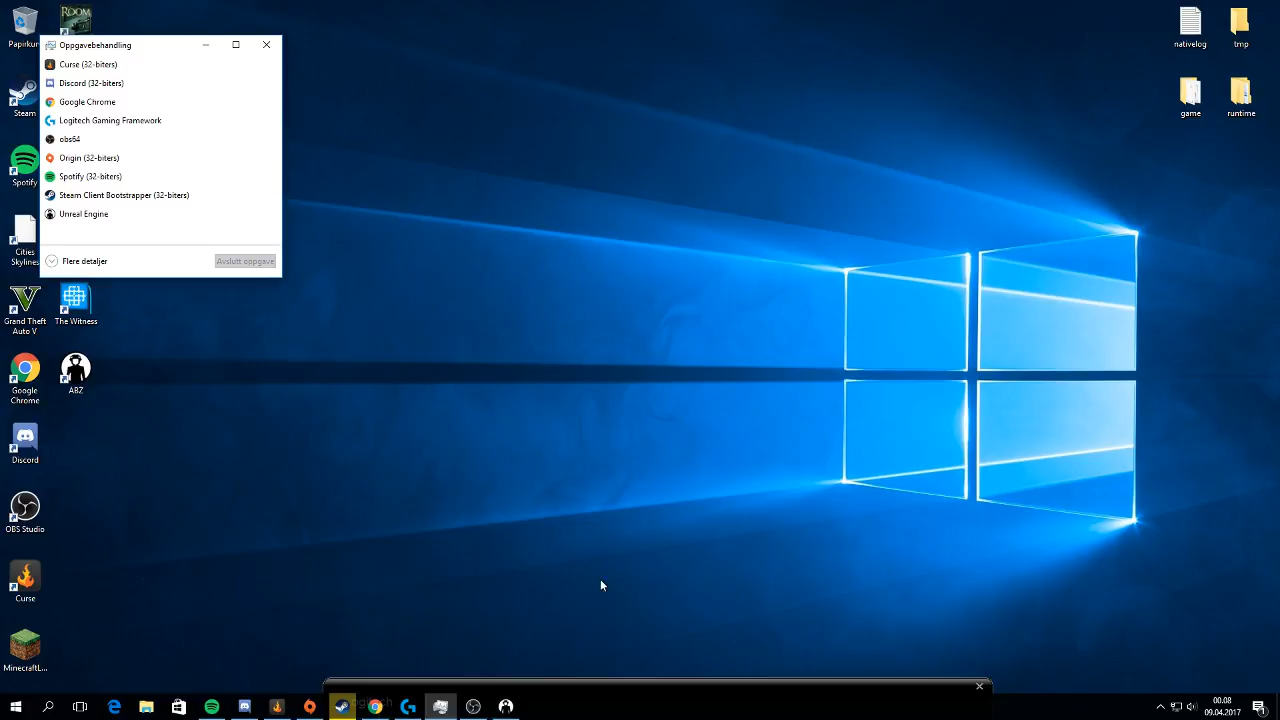 Papirkurv
ROOM
Oppgavebehandling
Curse (32-biters)
Discord (32-biters)
Google Chrome
Logitech Gaming Framework
obs64
Origin (32-biters)
Spotify (32-biters)
Steam Client Bootstrapper (32-biters)
Unreal Engine
Flere detaljer
Avslutt oppgave
Steam
Spotify
Cities
Skylines
Grand Theft
Auto V
The Witness
Google
Chrome
ABZ
Discord
OBS Studio
Curse
MinecraftL...
nativelog
tmp
game
runtime
logitech
00.08
09.04.2017